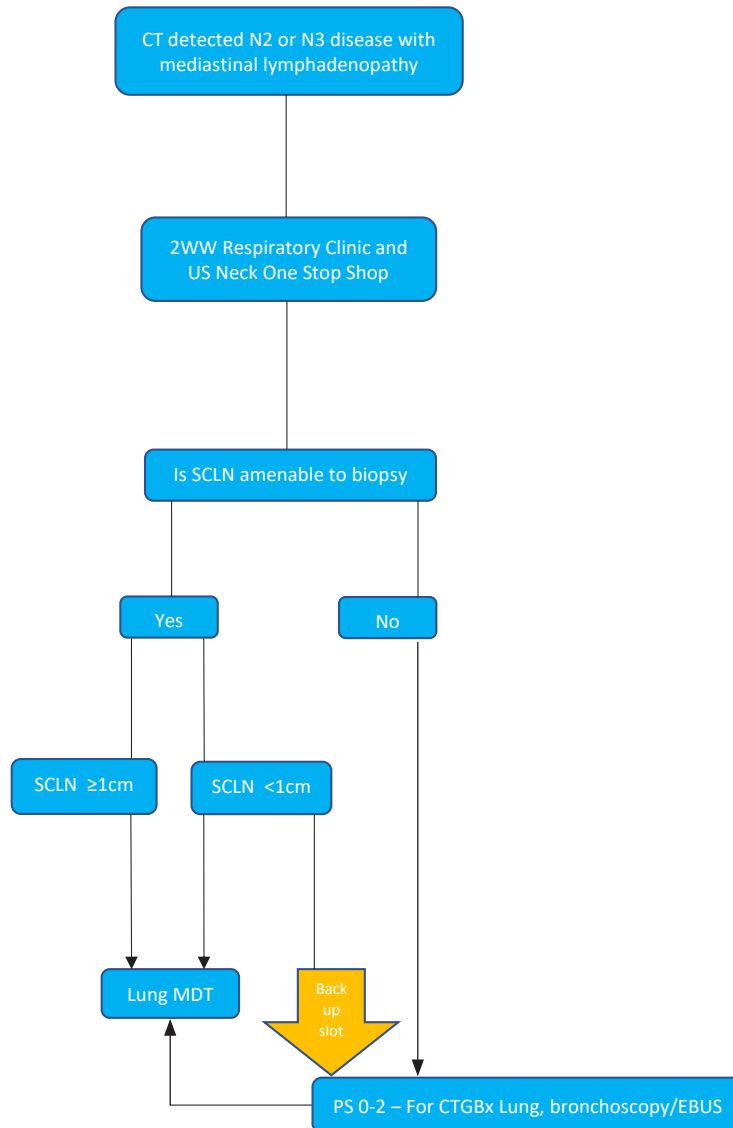 CT detected N2 or N3 disease with
mediastinal lymphadenopathy
2WW Respiratory Clinic and
US Neck One Stop Shop
Is SCLN amenable to biopsy
Yes
No
SCLN ≥1cm
SCLN <1cm
Lung MDT
Back
up
slot
PS 0-2 – For CTGBx Lung, bronchoscopy/EBUS